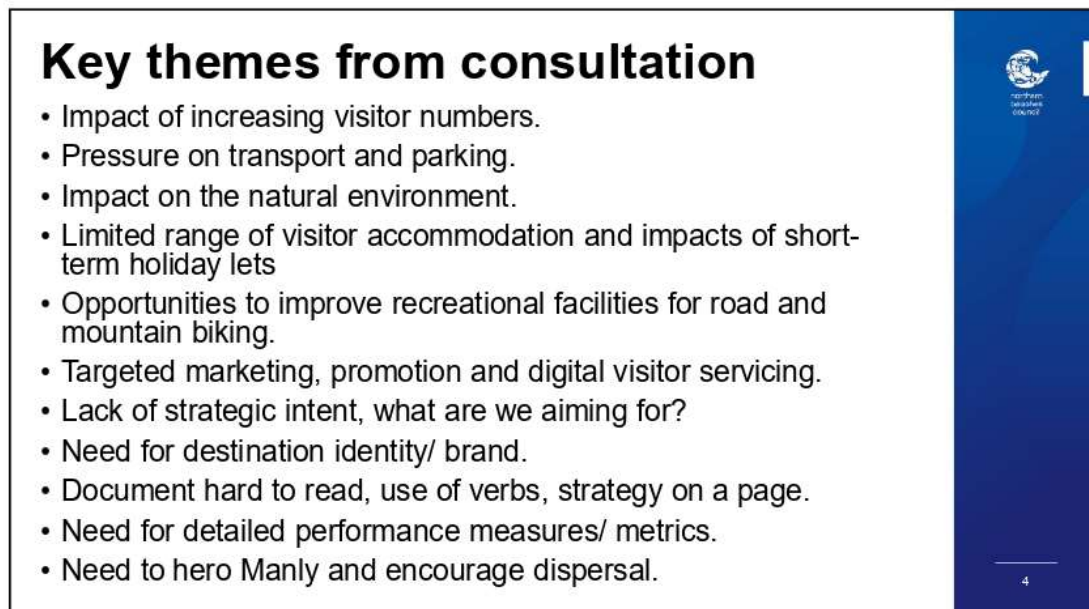 Key themes from consultation
• Impact of increasing visitor numbers.
• Pressure on transport and parking.
• Impact on the natural environment.
• Limited range of visitor accommodation and impacts of short-
term holiday lets
• Opportunities to improve recreational facilities for road and
mountain biking.
• Targeted marketing, promotion and digital visitor servicing.
• Lack of strategic intent, what are we aiming for?
• Need for destination identity/ brand.
• Document hard to read, use of verbs, strategy on a page.
• Need for detailed performance measures/ metrics.
• Need to hero Manly and encourage dispersal.
northern
beaches
council
4